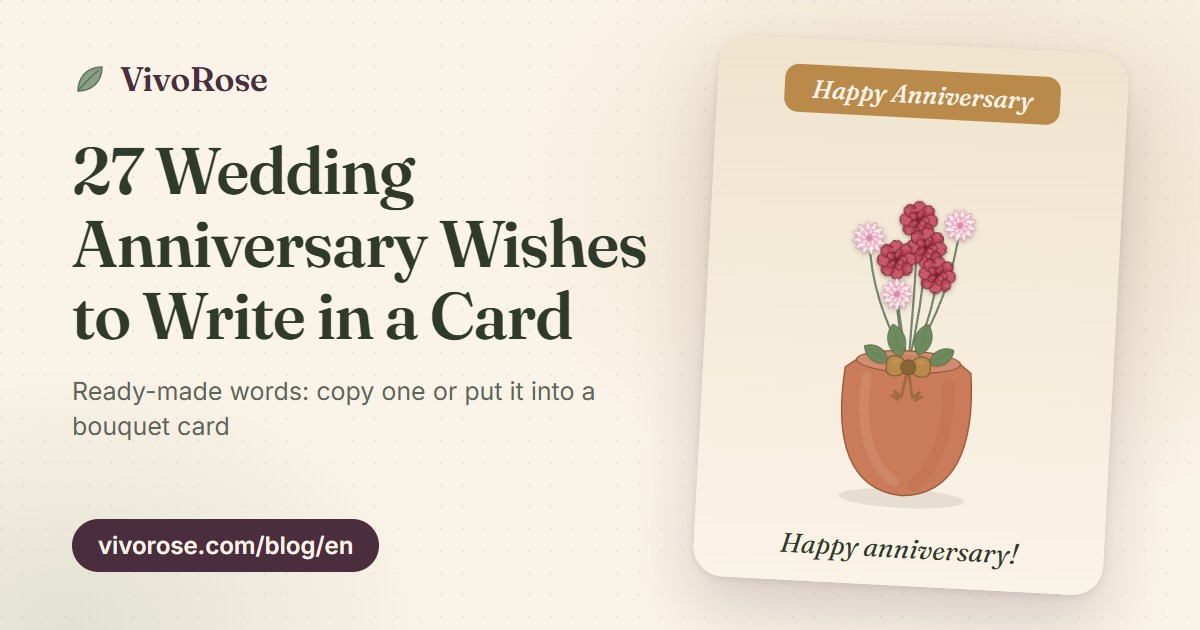 VivoRose
27 Wedding
Anniversary Wishes
to Write in a Card
Ready-made words: copy one or put it into a
bouquet card
vivorose.com/blog/en
Happy Anniversary
Happy anniversary!